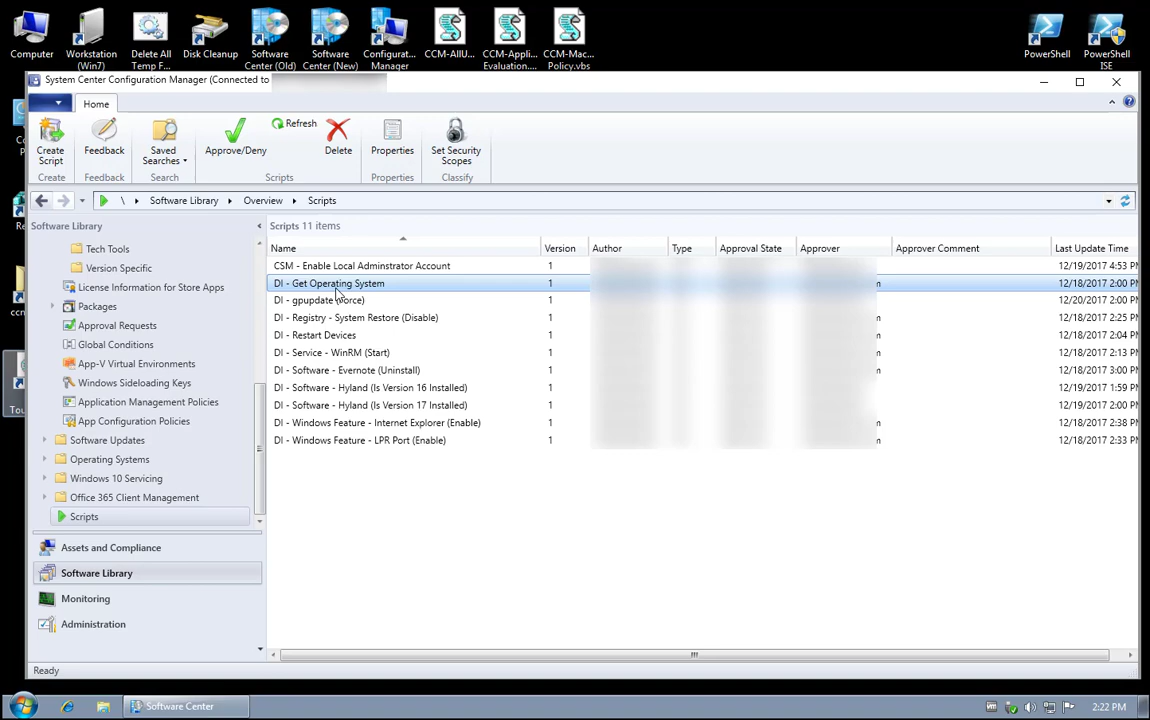 Computer
Workstation
(Win7)
Delete All
Temp F...
Disk Cleanup
Software
Center (Old)
Software
Center (New)
Configurat...
Manager
CCM-AllU...
CCM-Appli...
Evaluation....
CCM-Mac...
Policy.vbs
PowerShell
PowerShell
ISE
System Center Configuration Manager (Connected to
Home
Create
Script
Feedback
Saved
Searches
Approve/Deny
Refresh
Delete
Properties
Set Security
Scopes
Create
Feedback
Search
Scripts
Properties
Classify
\ Software Library Overview Scripts
Software Library
Tech Tools
Version Specific
License Information for Store Apps
Packages
Approval Requests
Global Conditions
App-V Virtual Environments
Windows Sideloading Keys
Application Management Policies
App Configuration Policies
Software Updates
Operating Systems
Windows 10 Servicing
Office 365 Client Management
Scripts
Assets and Compliance
Software Library
Monitoring
Administration
Scripts 11 items
Name Version Author Type Approval State Approver Approver Comment Last Update Time
CSM - Enable Local Adminstrator Account 1 12/19/2017 4:53 PM
DI - Get Operating System 1 m 12/18/2017 2:00 PM
DI - gpupdate (Force) 1 12/20/2017 2:00 PM
DI - Registry - System Restore (Disable) 1 m 12/18/2017 2:25 PM
DI - Restart Devices 1 m 12/18/2017 2:04 PM
DI - Service - WinRM (Start) 1 m 12/18/2017 2:13 PM
DI - Software - Evernote (Uninstall) 1 m 12/18/2017 3:00 PM
DI - Software - Hyland (Is Version 16 Installed) 1 12/19/2017 1:59 PM
DI - Software - Hyland (Is Version 17 Installed) 1 m 12/19/2017 2:00 PM
DI - Windows Feature - Internet Explorer (Enable) 1 m 12/18/2017 2:38 PM
DI - Windows Feature - LPR Port (Enable) 1 m 12/18/2017 2:33 PM
Ready
Software Center
2:22 PM